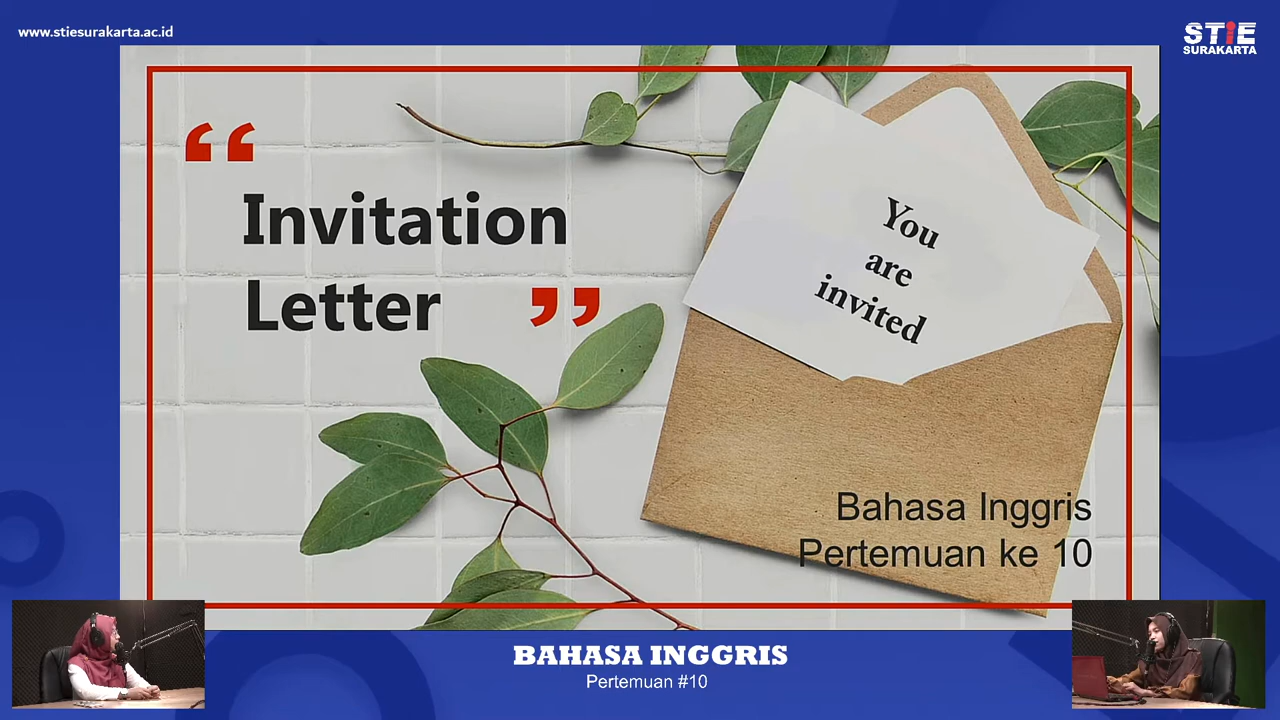 www.stiesurakarta.ac.id
STIE
SURAKARTA
“
Invitation
Letter ”
You
are
invited
Bahasa Inggris
Pertemuan ke 10
BAHASA INGGRIS
Pertemuan #10